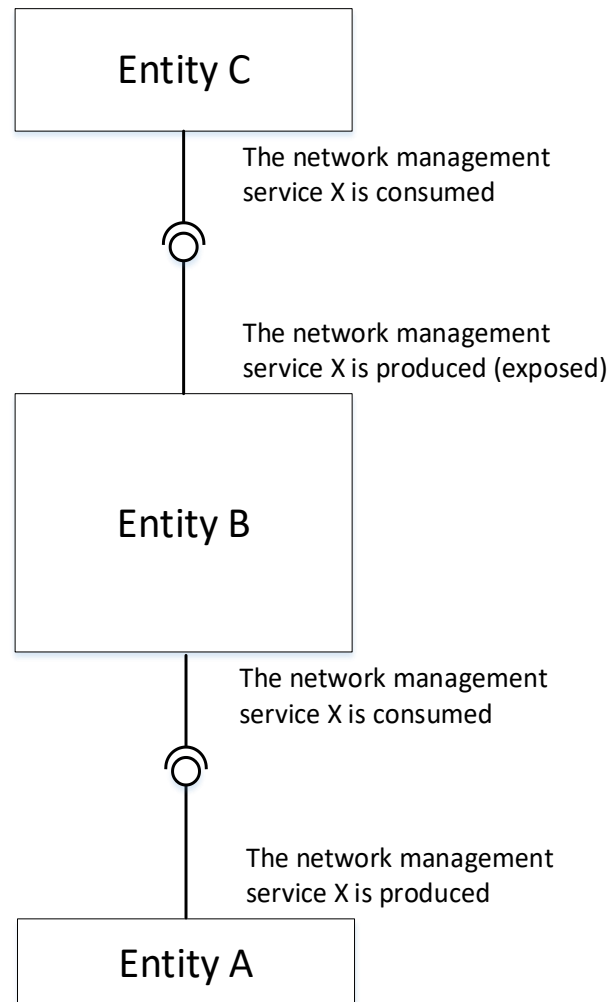 Entity C
The network management
service X is consumed
The network management
service X is produced (exposed)
Entity B
The network management
service X is consumed
The network management
service X is produced
Entity A